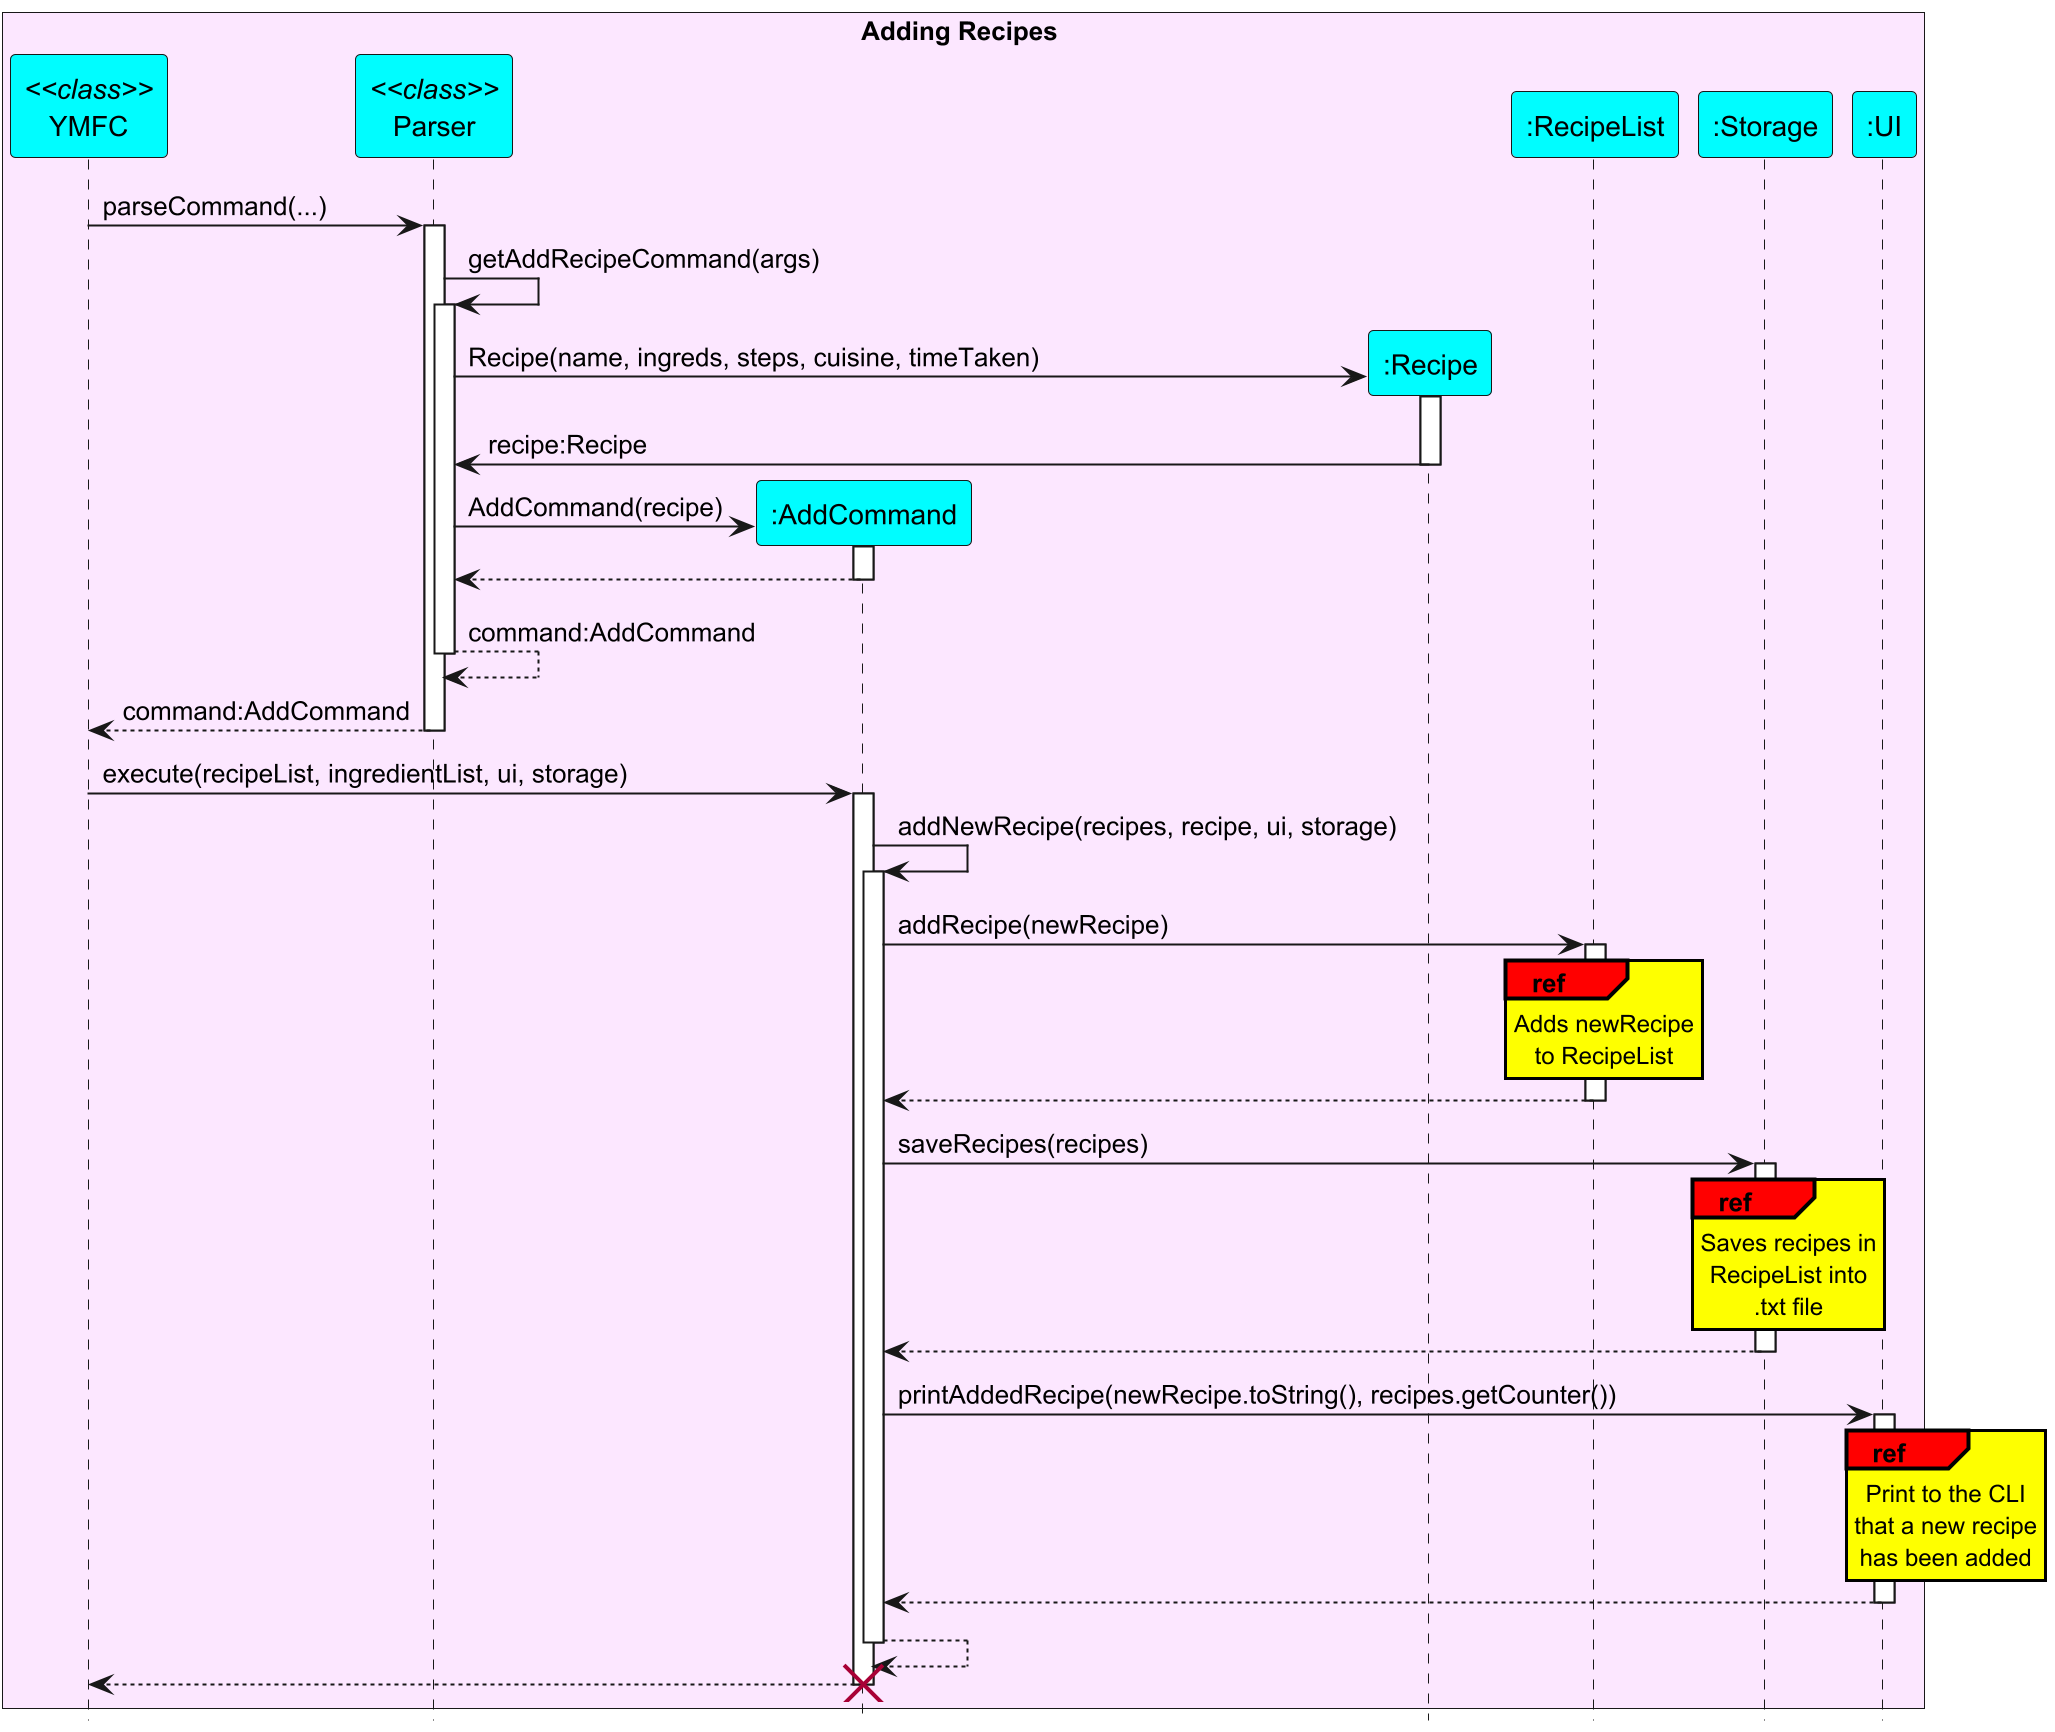 Adding Recipes
<<class>>
YMFC
<<class>>
Parser
:RecipeList
:Storage
:UI
parseCommand(...)
getAddRecipeCommand(args)
Recipe(name, ingreds, steps, cuisine, timeTaken)
:Recipe
recipe:Recipe
AddCommand(recipe)
:AddCommand
command:AddCommand
command:AddCommand
execute(recipeList, ingredientList, ui, storage)
addNewRecipe(recipes, recipe, ui, storage)
addRecipe(newRecipe)
ref
Adds newRecipe
to RecipeList
saveRecipes(recipes)
ref
Saves recipes in
RecipeList into
.txt file
printAddedRecipe(newRecipe.toString(), recipes.getCounter())
ref
Print to the CLI
that a new recipe
has been added